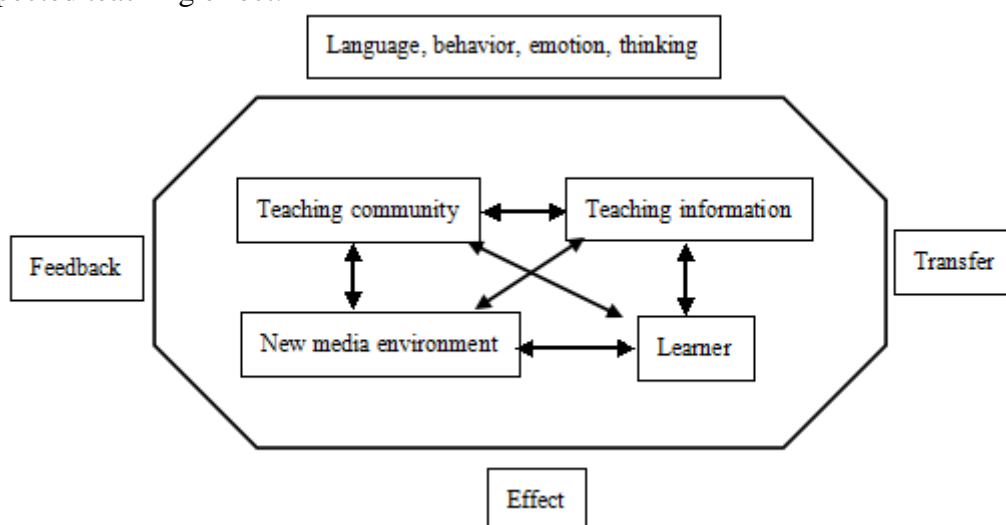 Language, behavior, emotion, thinking
Teaching community
Teaching information
Feedback
Transfer
New media environment
Learner
Effect